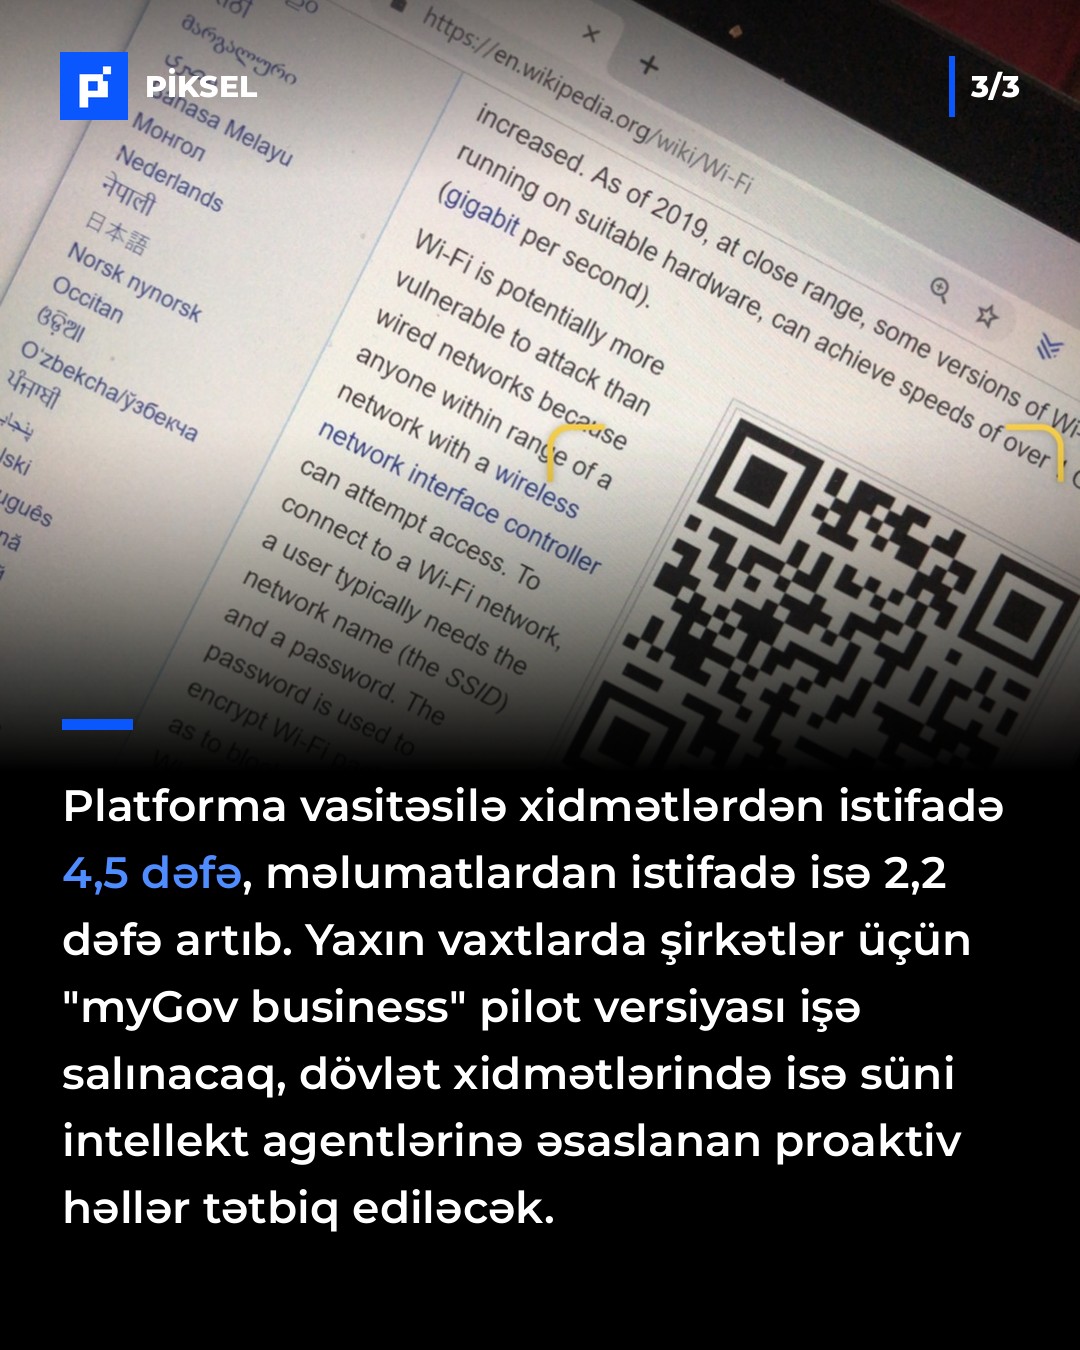 PİKSEL
3/3
https://en.wikipedia.org/wiki/Wi-Fi
მარგალური
Bahasa Melayu
Монгол
Nederlands
नेपाली
日本語
Norsk nynorsk
Occitan
ଓଡ଼ିଆ
Oʻzbekcha/ўзбекча
ਪੰਜਾਬੀ
increased. As of 2019, at close range, some versions of Wi-
running on suitable hardware, can achieve speeds of over
(gigabit per second).
Wi-Fi is potentially more
vulnerable to attack than
wired networks because
anyone within range of a
network with a wireless
network interface controller
can attempt access. To
connect to a Wi-Fi network,
a user typically needs the
network name (the SSID)
and a password. The
password is used to
encrypt Wi-Fi
as to
Platforma vasitəsilə xidmətlərdən istifadə
4,5 dəfə, məlumatlardan istifadə isə 2,2
dəfə artıb. Yaxın vaxtlarda şirkətlər üçün
"myGov business" pilot versiyası işə
salınacaq, dövlət xidmətlərində isə süni
intellekt agentlərinə əsaslanan proaktiv
həllər tətbiq ediləcək.